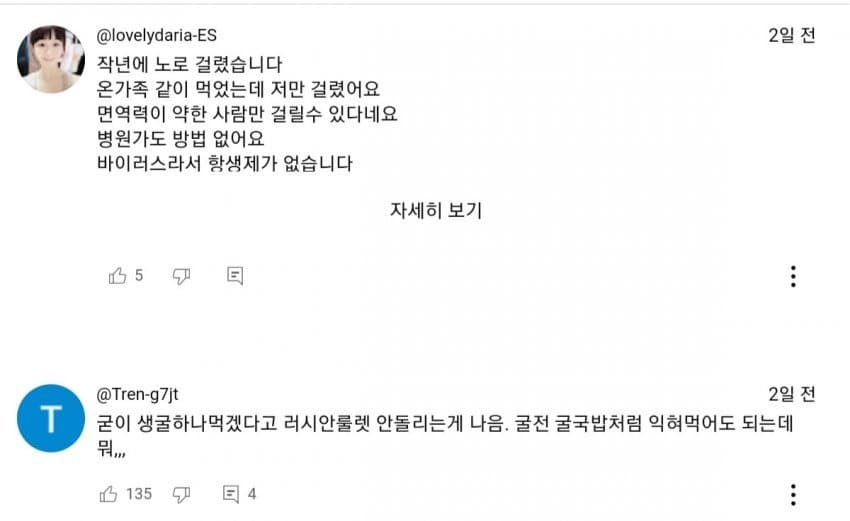 @lovelydaria-ES
2일 전
작년에 노로 걸렸습니다
온가족 같이 먹었는데 저만 걸렸어요
면역력이 약한 사람만 걸릴수 있다네요
병원가도 방법 없어요
바이러스라서 항생제가 없습니다
자세히 보기
5
@Tren-g7jt
2일 전
T
굳이 생굴하나먹겠다고 러시안룰렛 안돌리는게 나음. 굴전 굴국밥처럼 익혀먹어도 되는데
뭐,,,
135
4